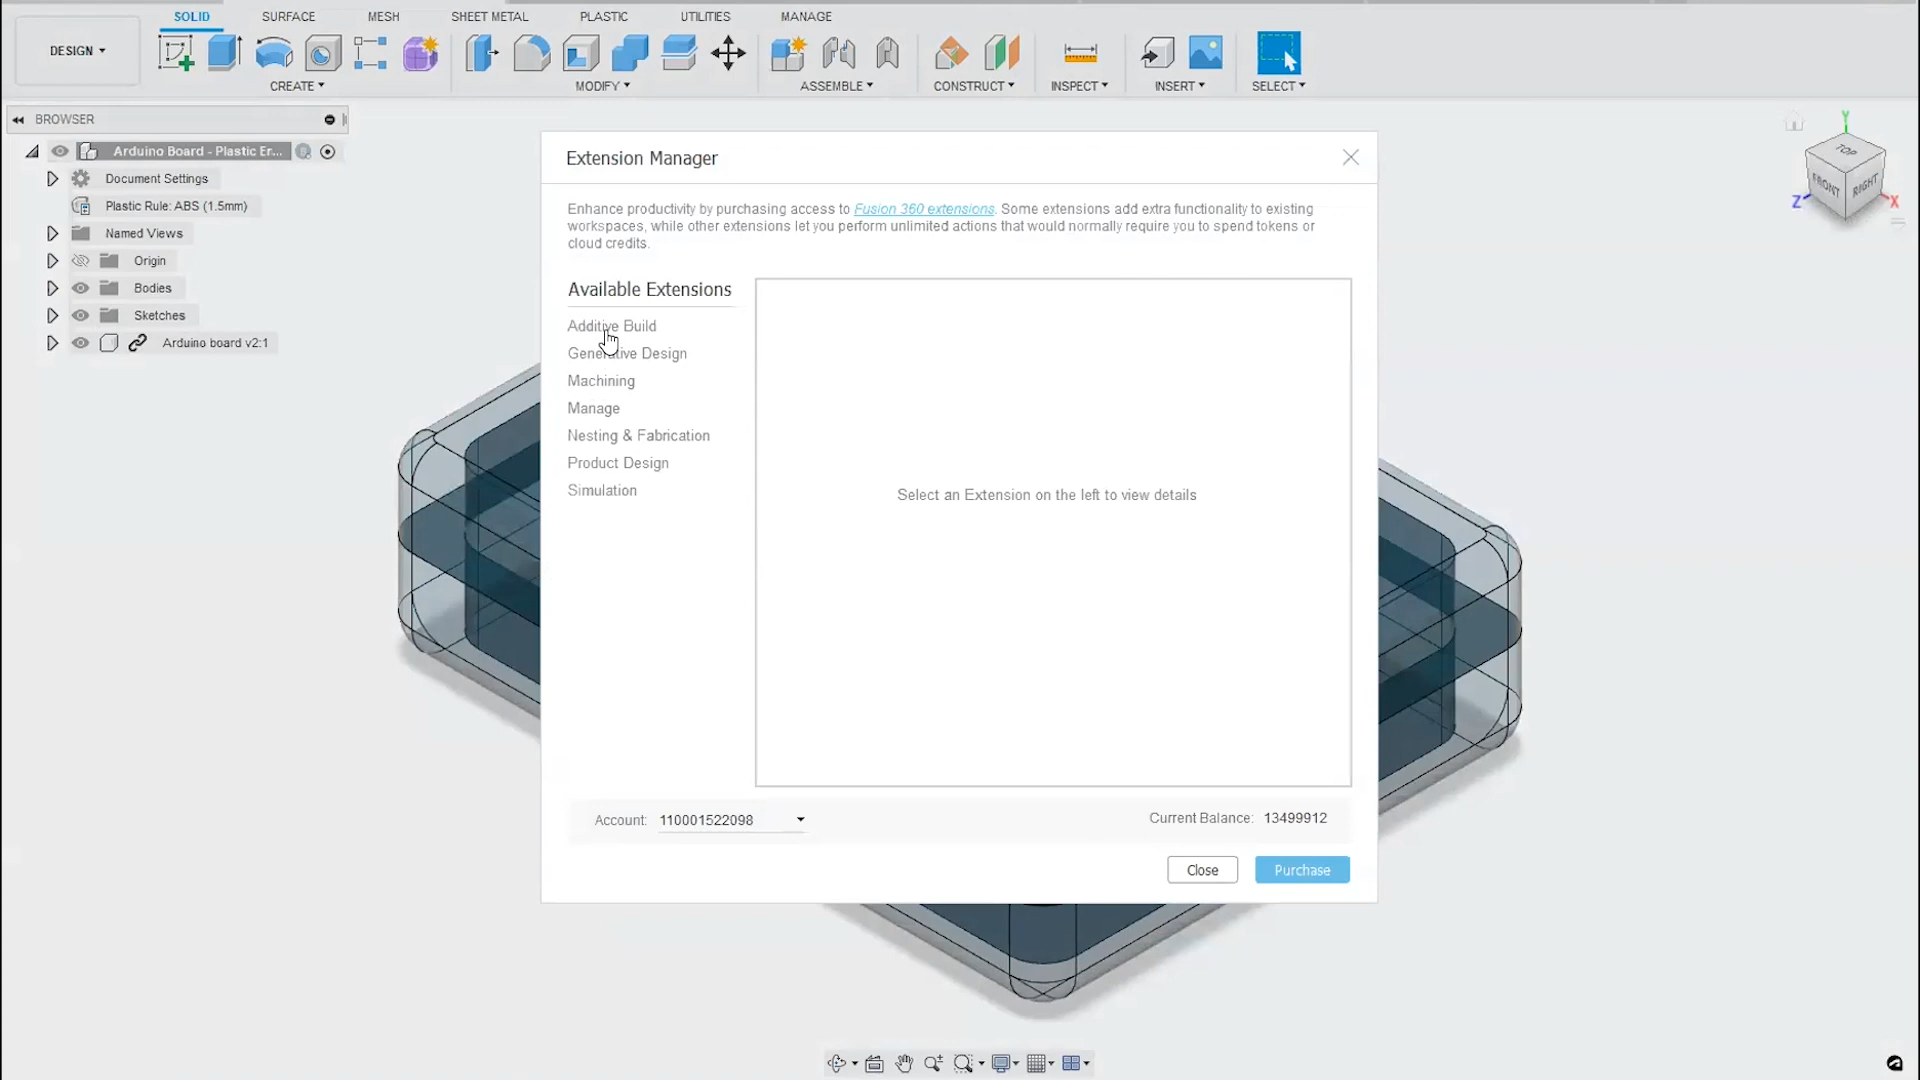 SOLID SURFACE MESH SHEET METAL PLASTIC UTILITIES MANAGE
DESIGN
CREATE MODIFY ASSEMBLE CONSTRUCT INSPECT INSERT SELECT
BROWSER
Arduino Board - Plastic Er...
Document Settings
Plastic Rule: ABS (1.5mm)
Named Views
Origin
Bodies
Sketches
Arduino board v2:1
Extension Manager
Enhance productivity by purchasing access to Fusion 360 extensions. Some extensions add extra functionality to existing
workspaces, while other extensions let you perform unlimited actions that would normally require you to spend tokens or
cloud credits.
Available Extensions
Additive Build
Generative Design
Machining
Manage
Nesting & Fabrication
Product Design
Simulation
Select an Extension on the left to view details
Account: 110001522098
Current Balance: 13499912
Close
Purchase
Y
TOP
FRONT RIGHT
Z X